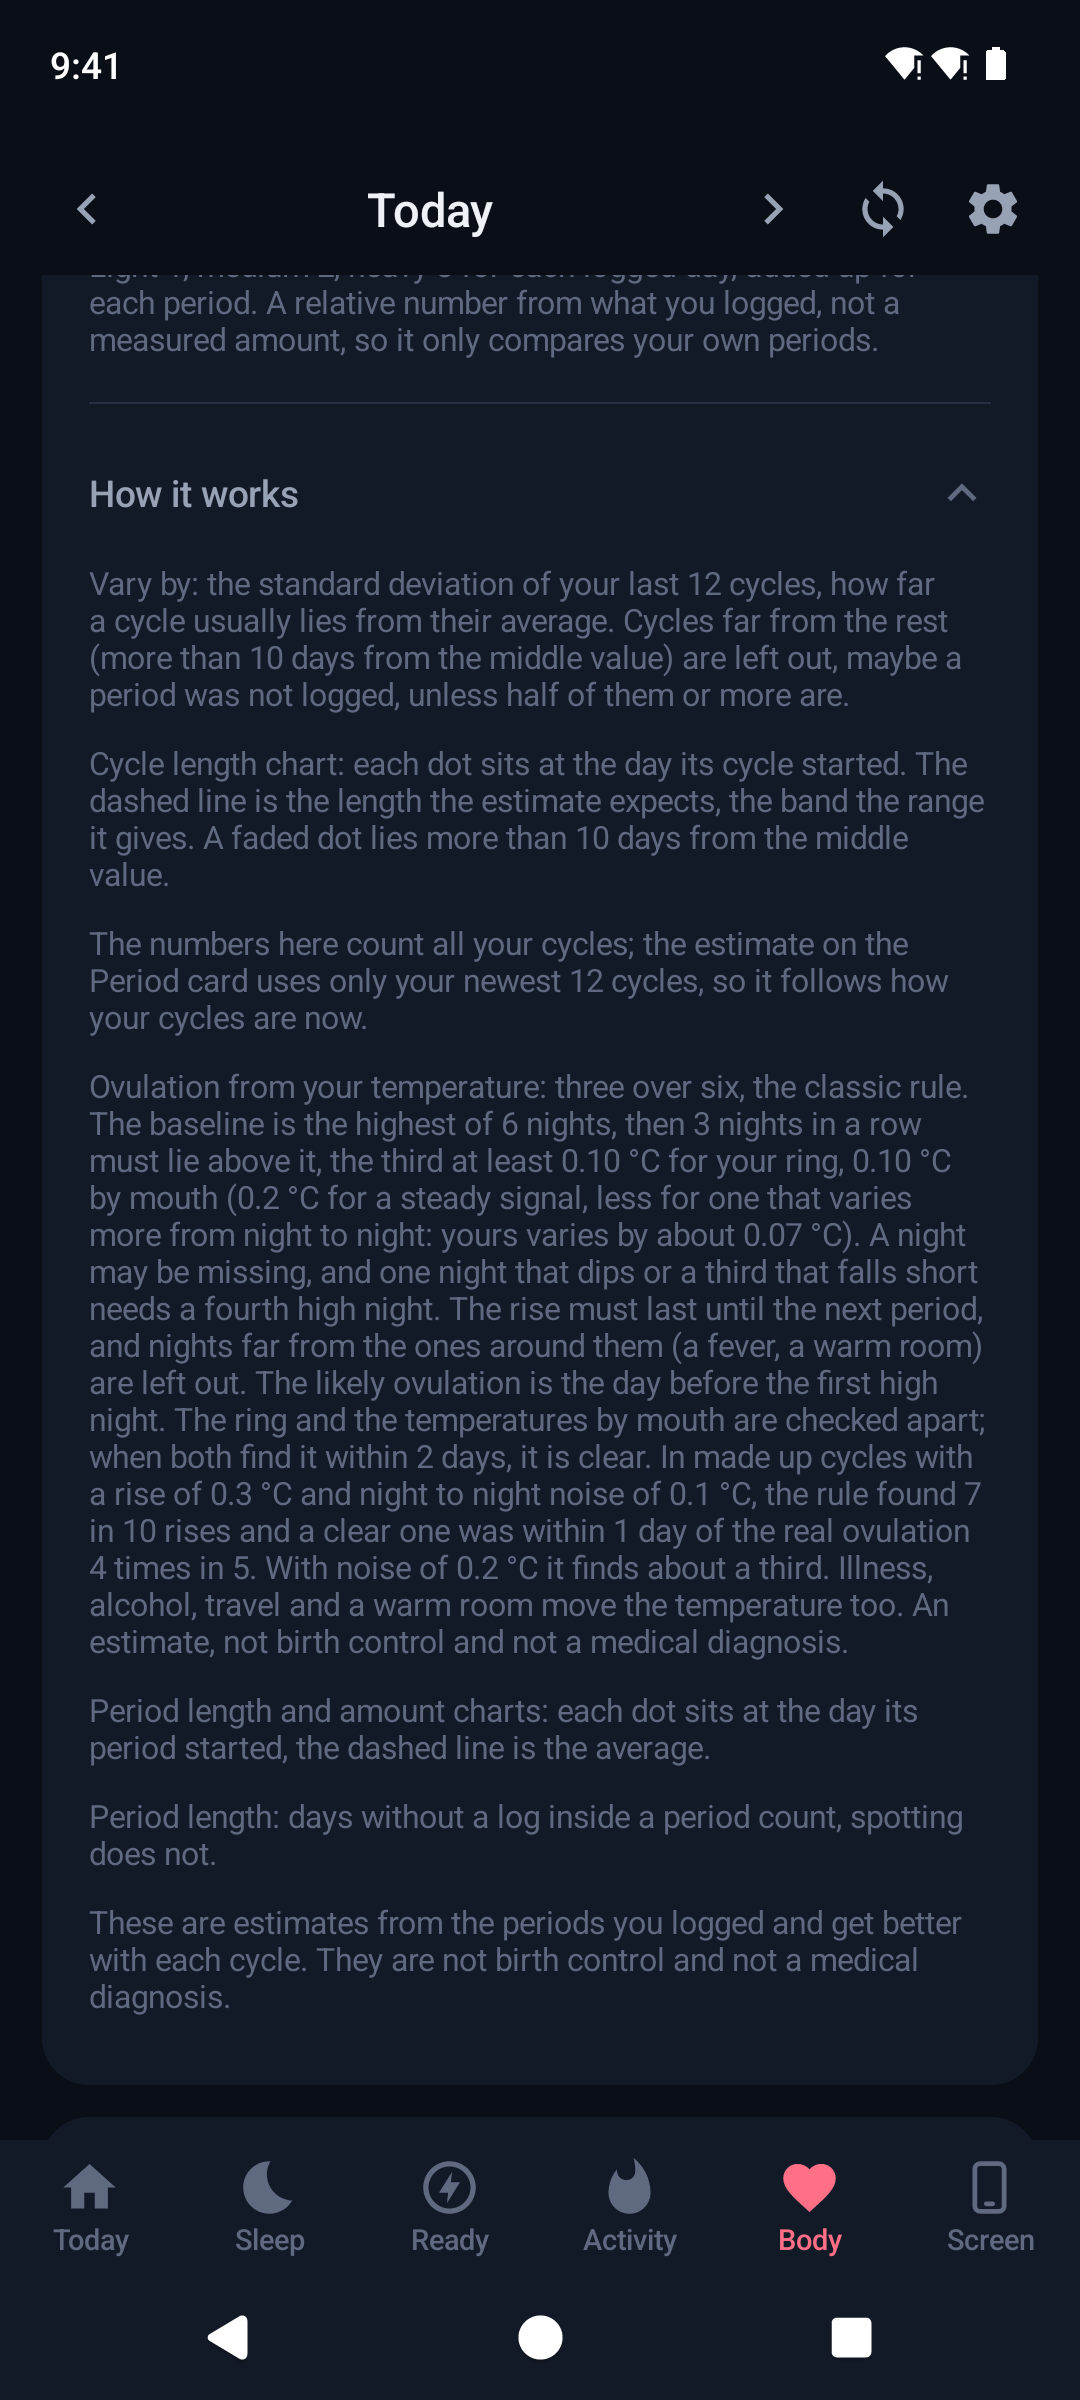 9:41
Today
Light 1, medium 2, heavy 3 for each logged day, added up for
each period. A relative number from what you logged, not a
measured amount, so it only compares your own periods.
How it works
Vary by: the standard deviation of your last 12 cycles, how far
a cycle usually lies from their average. Cycles far from the rest
(more than 10 days from the middle value) are left out, maybe a
period was not logged, unless half of them or more are.
Cycle length chart: each dot sits at the day its cycle started. The
dashed line is the length the estimate expects, the band the range
it gives. A faded dot lies more than 10 days from the middle
value.
The numbers here count all your cycles; the estimate on the
Period card uses only your newest 12 cycles, so it follows how
your cycles are now.
Ovulation from your temperature: three over six, the classic rule.
The baseline is the highest of 6 nights, then 3 nights in a row
must lie above it, the third at least 0.10 °C for your ring, 0.10 °C
by mouth (0.2 °C for a steady signal, less for one that varies
more from night to night: yours varies by about 0.07 °C). A night
may be missing, and one night that dips or a third that falls short
needs a fourth high night. The rise must last until the next period,
and nights far from the ones around them (a fever, a warm room)
are left out. The likely ovulation is the day before the first high
night. The ring and the temperatures by mouth are checked apart;
when both find it within 2 days, it is clear. In made up cycles with
a rise of 0.3 °C and night to night noise of 0.1 °C, the rule found 7
in 10 rises and a clear one was within 1 day of the real ovulation
4 times in 5. With noise of 0.2 °C it finds about a third. Illness,
alcohol, travel and a warm room move the temperature too. An
estimate, not birth control and not a medical diagnosis.
Period length and amount charts: each dot sits at the day its
period started, the dashed line is the average.
Period length: days without a log inside a period count, spotting
does not.
These are estimates from the periods you logged and get better
with each cycle. They are not birth control and not a medical
diagnosis.
Today
Sleep
Ready
Activity
Body
Screen